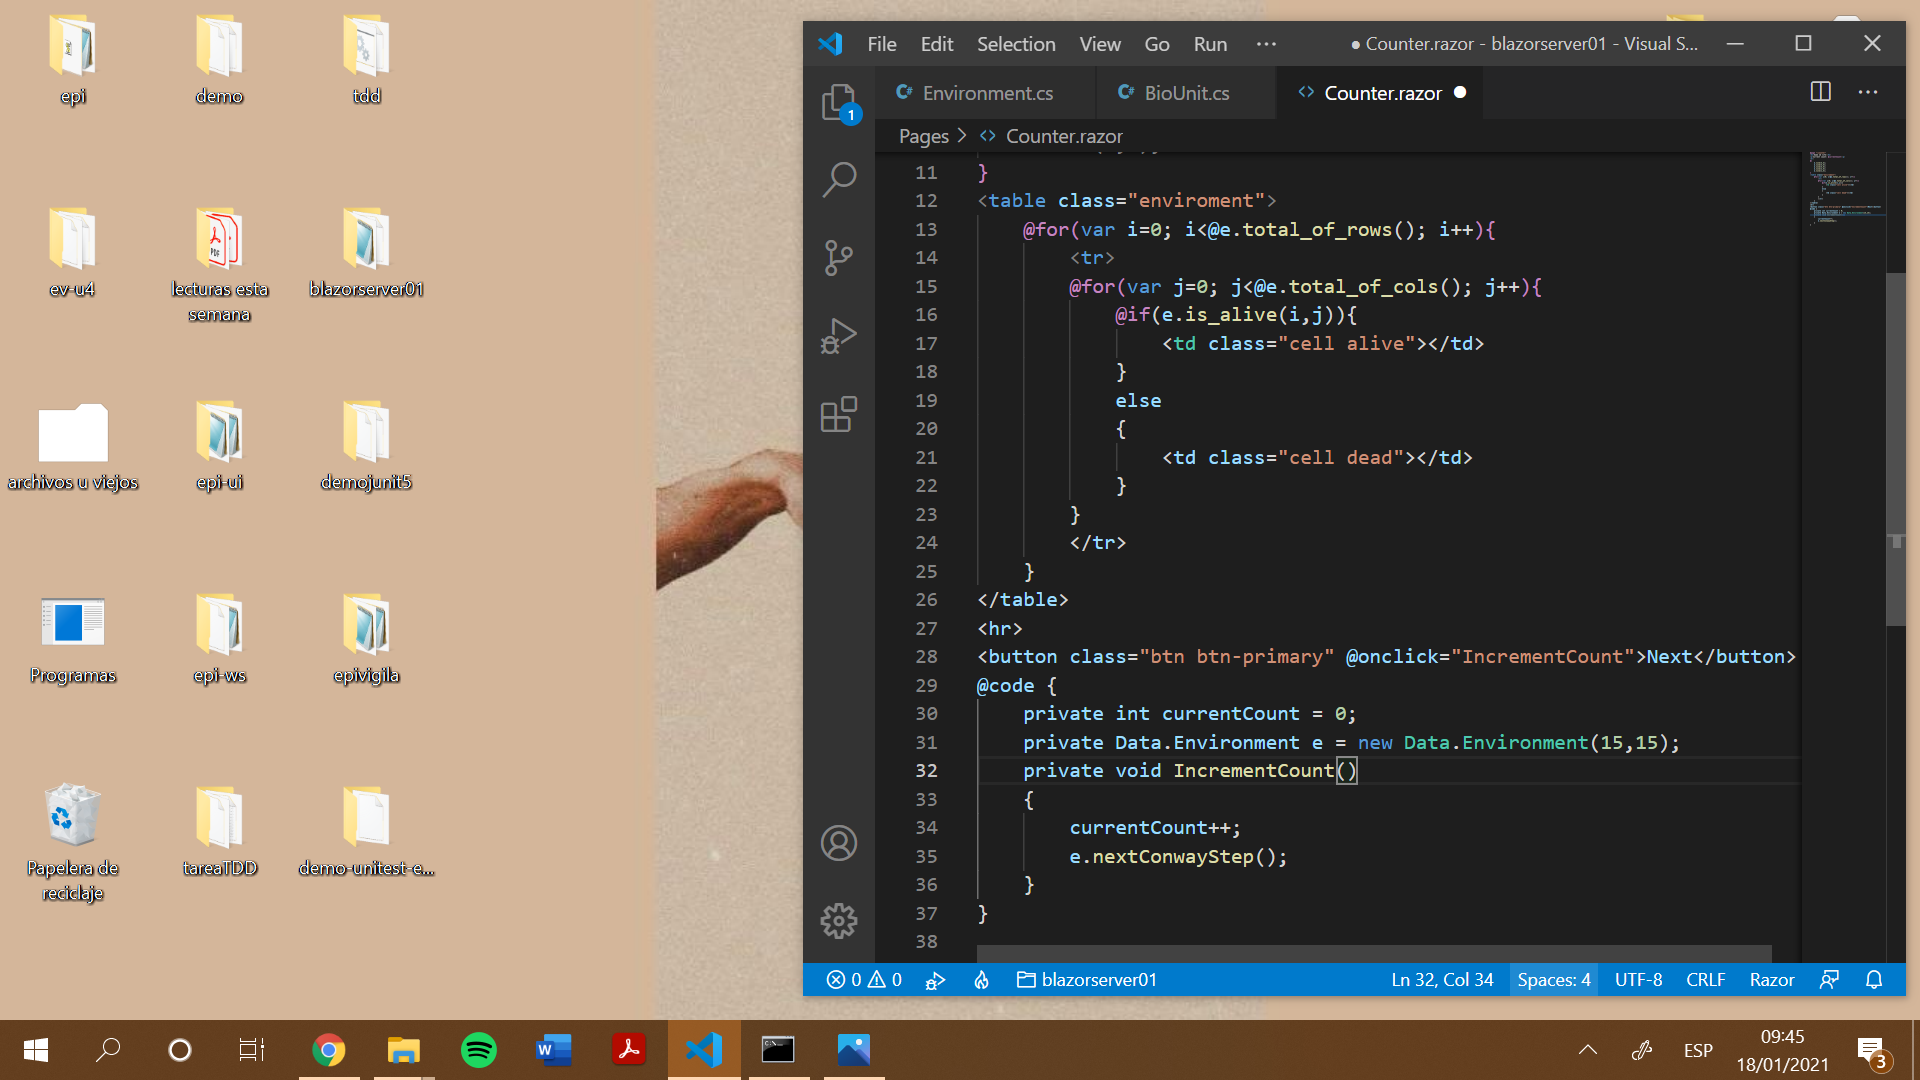 epi
demo
tdd
ev-u4
lecturas esta
semana
blazorserver01
archivos u viejos
epi-ui
demojunit5
Programas
epi-ws
epivigila
Papelera de
reciclaje
tareaTDD
demo-unitest-e...
File Edit Selection View Go Run ··· ● Counter.razor - blazorserver01 - Visual S...
1
Environment.cs BioUnit.cs Counter.razor
Pages > Counter.razor
11 }
12 <table class="enviroment">
13 @for(var i=0; i<@e.total_of_rows(); i++){
14 <tr>
15 @for(var j=0; j<@e.total_of_cols(); j++){
16 @if(e.is_alive(i,j)){
17 <td class="cell alive"></td>
18 }
19 else
20 {
21 <td class="cell dead"></td>
22 }
23 }
24 </tr>
25 }
26 </table>
27 <hr>
28 <button class="btn btn-primary" @onclick="IncrementCount">Next</button>
29 @code {
30 private int currentCount = 0;
31 private Data.Environment e = new Data.Environment(15,15);
32 private void IncrementCount()
33 {
34 currentCount++;
35 e.nextConwayStep();
36 }
37 }
38
0 0 blazorserver01 Ln 32, Col 34 Spaces: 4 UTF-8 CRLF Razor
ESP
09:45
18/01/2021
3